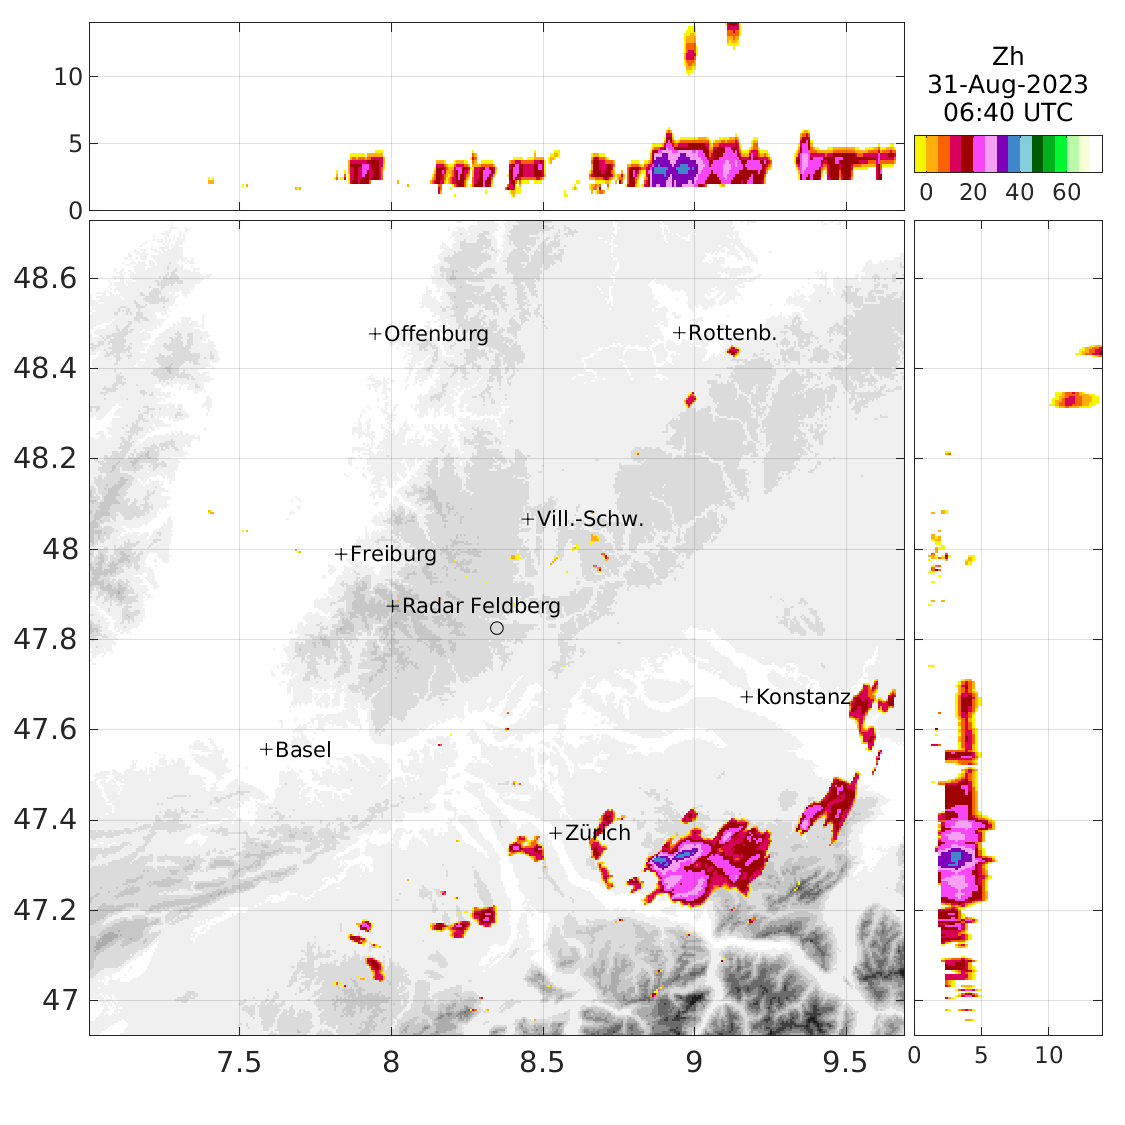 10
5
0
Zh
31-Aug-2023
06:40 UTC
0 20 40 60
48.6
48.4
48.2
48
47.8
47.6
47.4
47.2
47
Offenburg
Rottenb.
Vill.-Schw.
Freiburg
Radar Feldberg
Konstanz
Basel
Zürich
7.5 8 8.5 9 9.5
0 5 10